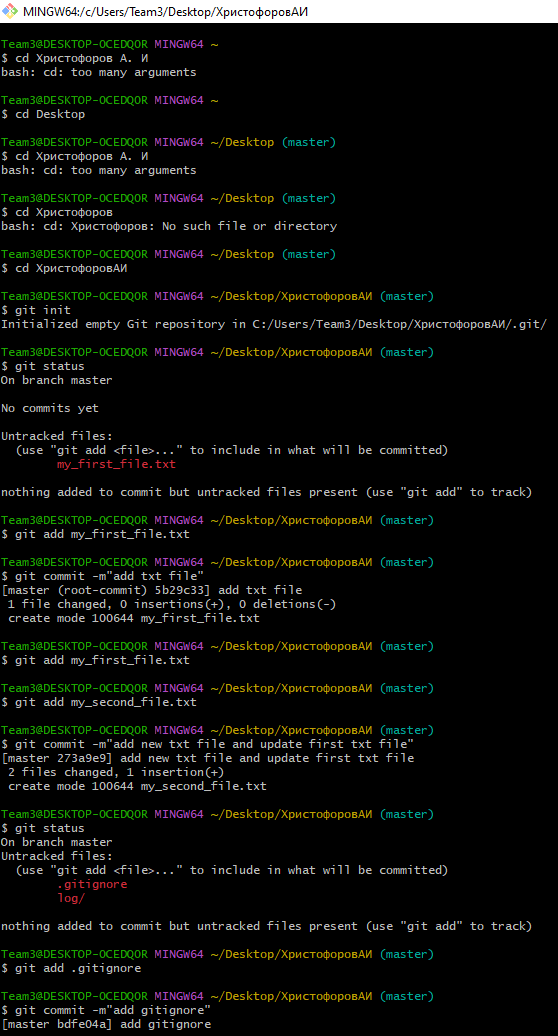 MINGW64:/c/Users/Team3/Desktop/ХристофоровАИ
Team3@DESKTOP-OCEDQOR MINGW64 ~
$ cd Христофоров А. И
bash: cd: too many arguments
Team3@DESKTOP-OCEDQOR MINGW64 ~
$ cd Desktop
Team3@DESKTOP-OCEDQOR MINGW64 ~/Desktop (master)
$ cd Христофоров А. И
bash: cd: too many arguments
Team3@DESKTOP-OCEDQOR MINGW64 ~/Desktop (master)
$ cd Христофоров
bash: cd: Христофоров: No such file or directory
Team3@DESKTOP-OCEDQOR MINGW64 ~/Desktop (master)
$ cd ХристофоровАИ
Team3@DESKTOP-OCEDQOR MINGW64 ~/Desktop/ХристофоровАИ (master)
$ git init
Initialized empty Git repository in C:/Users/Team3/Desktop/ХристофоровАИ/.git/
Team3@DESKTOP-OCEDQOR MINGW64 ~/Desktop/ХристофоровАИ (master)
$ git status
On branch master
No commits yet
Untracked files:
  (use "git add <file>..." to include in what will be committed)
        my_first_file.txt
nothing added to commit but untracked files present (use "git add" to track)
Team3@DESKTOP-OCEDQOR MINGW64 ~/Desktop/ХристофоровАИ (master)
$ git add my_first_file.txt
Team3@DESKTOP-OCEDQOR MINGW64 ~/Desktop/ХристофоровАИ (master)
$ git commit -m"add txt file"
[master (root-commit) 5b29c33] add txt file
 1 file changed, 0 insertions(+), 0 deletions(-)
 create mode 100644 my_first_file.txt
Team3@DESKTOP-OCEDQOR MINGW64 ~/Desktop/ХристофоровАИ (master)
$ git add my_first_file.txt
Team3@DESKTOP-OCEDQOR MINGW64 ~/Desktop/ХристофоровАИ (master)
$ git add my_second_file.txt
Team3@DESKTOP-OCEDQOR MINGW64 ~/Desktop/ХристофоровАИ (master)
$ git commit -m"add new txt file and update first txt file"
[master 273a9e9] add new txt file and update first txt file
 2 files changed, 1 insertion(+)
 create mode 100644 my_second_file.txt
Team3@DESKTOP-OCEDQOR MINGW64 ~/Desktop/ХристофоровАИ (master)
$ git status
On branch master
Untracked files:
  (use "git add <file>..." to include in what will be committed)
        .gitignore
        log/
nothing added to commit but untracked files present (use "git add" to track)
Team3@DESKTOP-OCEDQOR MINGW64 ~/Desktop/ХристофоровАИ (master)
$ git add .gitignore
Team3@DESKTOP-OCEDQOR MINGW64 ~/Desktop/ХристофоровАИ (master)
$ git commit -m"add gitignore"
[master bdfe04a] add gitignore